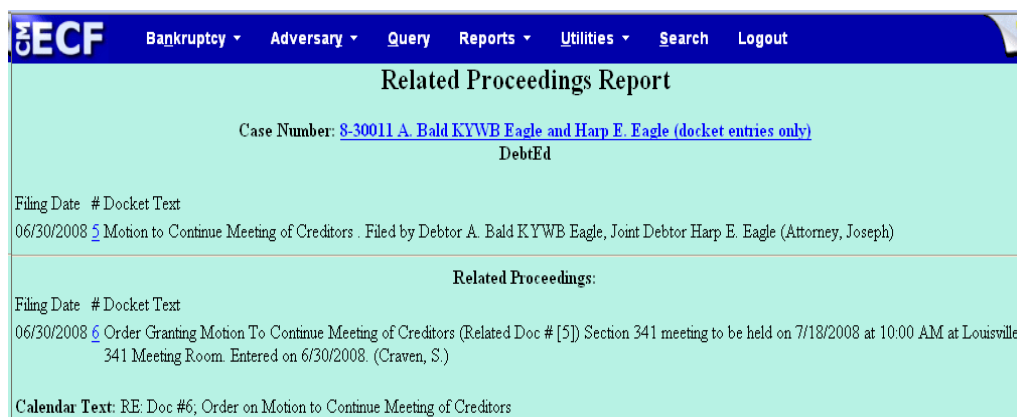 CM ECF Bankruptcy Adversary Query Reports Utilities Search Logout
Related Proceedings Report
Case Number: 8-30011 A. Bald KYWB Eagle and Harp E. Eagle (docket entries only)
DebtEd
Filing Date # Docket Text
06/30/2008 5 Motion to Continue Meeting of Creditors . Filed by Debtor A. Bald KYWB Eagle, Joint Debtor Harp E. Eagle (Attorney, Joseph)
Related Proceedings:
Filing Date # Docket Text
06/30/2008 6 Order Granting Motion To Continue Meeting of Creditors (Related Doc # [5]) Section 341 meeting to be held on 7/18/2008 at 10:00 AM at Louisville
341 Meeting Room. Entered on 6/30/2008. (Craven, S.)
Calendar Text: RE: Doc #6; Order on Motion to Continue Meeting of Creditors